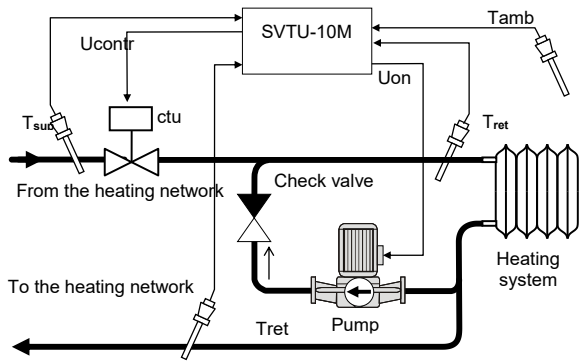 Tamb
SVTU-10M
Ucontr
Uon
ctu
Tsup
Tret
From the heating network
Check valve
Heating
system
To the heating network
Tret
Pump